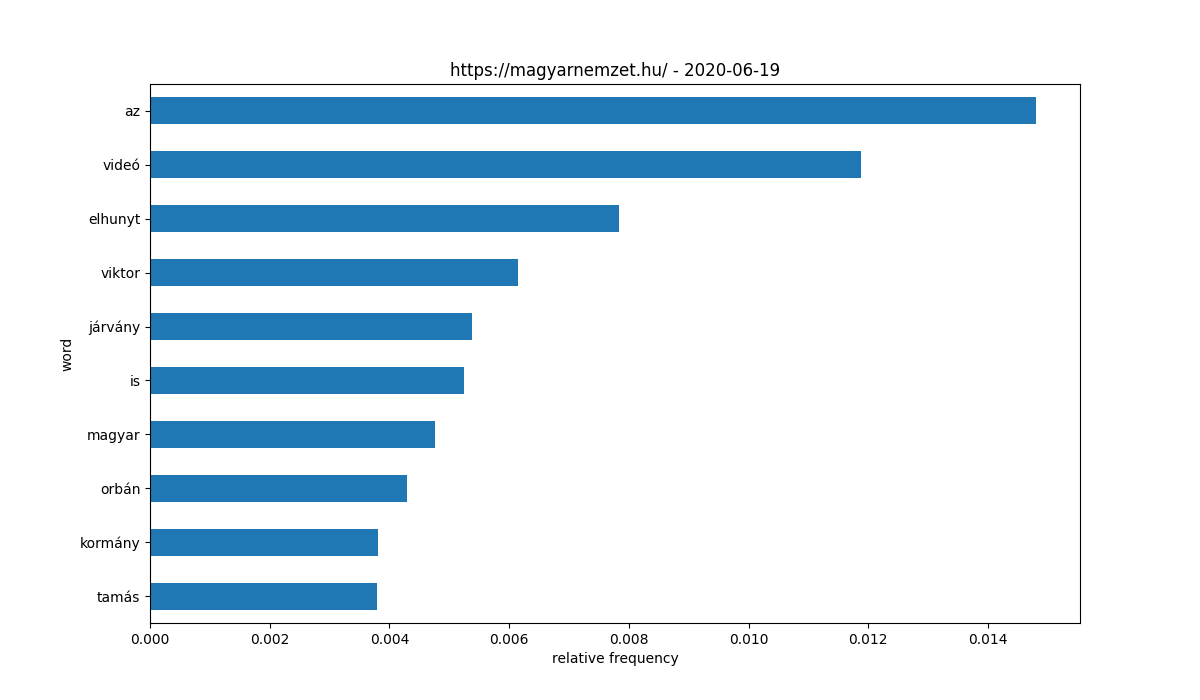 https://magyarnemzet.hu/ - 2020-06-19
az
videó
elhunyt
viktor
járvány
is
magyar
orbán
kormány
tamás
word
0.000 0.002 0.004 0.006 0.008 0.010 0.012 0.014
relative frequency